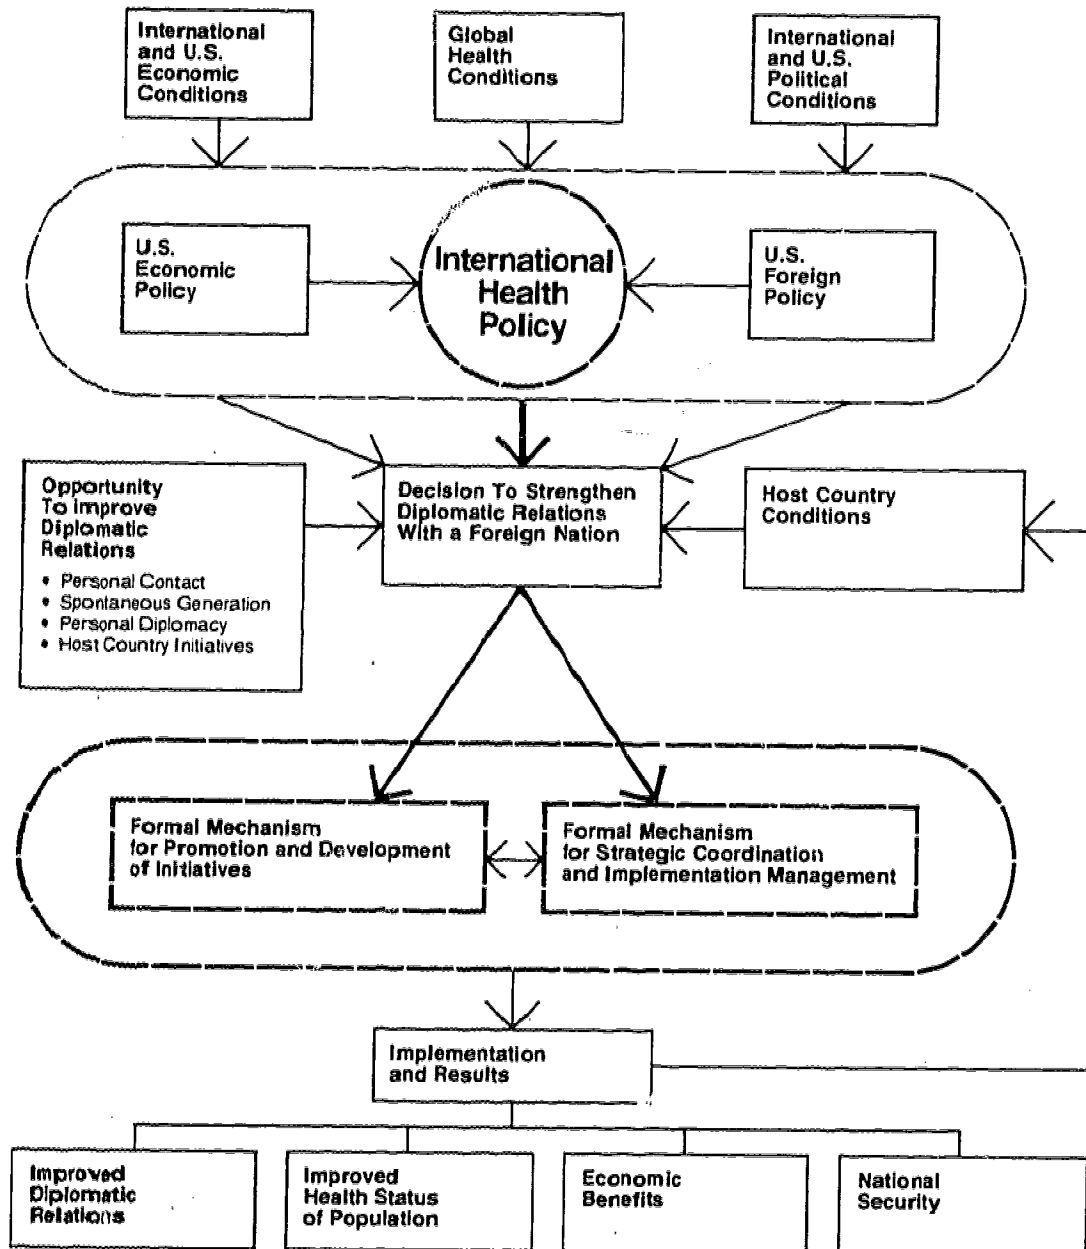 International
and U.S.
Economic
Conditions
Global
Health
Conditions
International
and U.S.
Political
Conditions
U.S.
Economic
Policy
International
Health
Policy
U.S.
Foreign
Policy
Opportunity
To Improve
Diplomatic
Relations
• Personal Contact
• Spontaneous Generation
• Personal Diplomacy
• Host Country Initiatives
Decision To Strengthen
Diplomatic Relations
With a Foreign Nation
Host Country
Conditions
Formal Mechanism
for Promotion and Development
of Initiatives
Formal Mechanism
for Strategic Coordination
and Implementation Management
Implementation
and Results
Improved
Diplomatic
Relations
Improved
Health Status
of Population
Economic
Benefits
National
Security